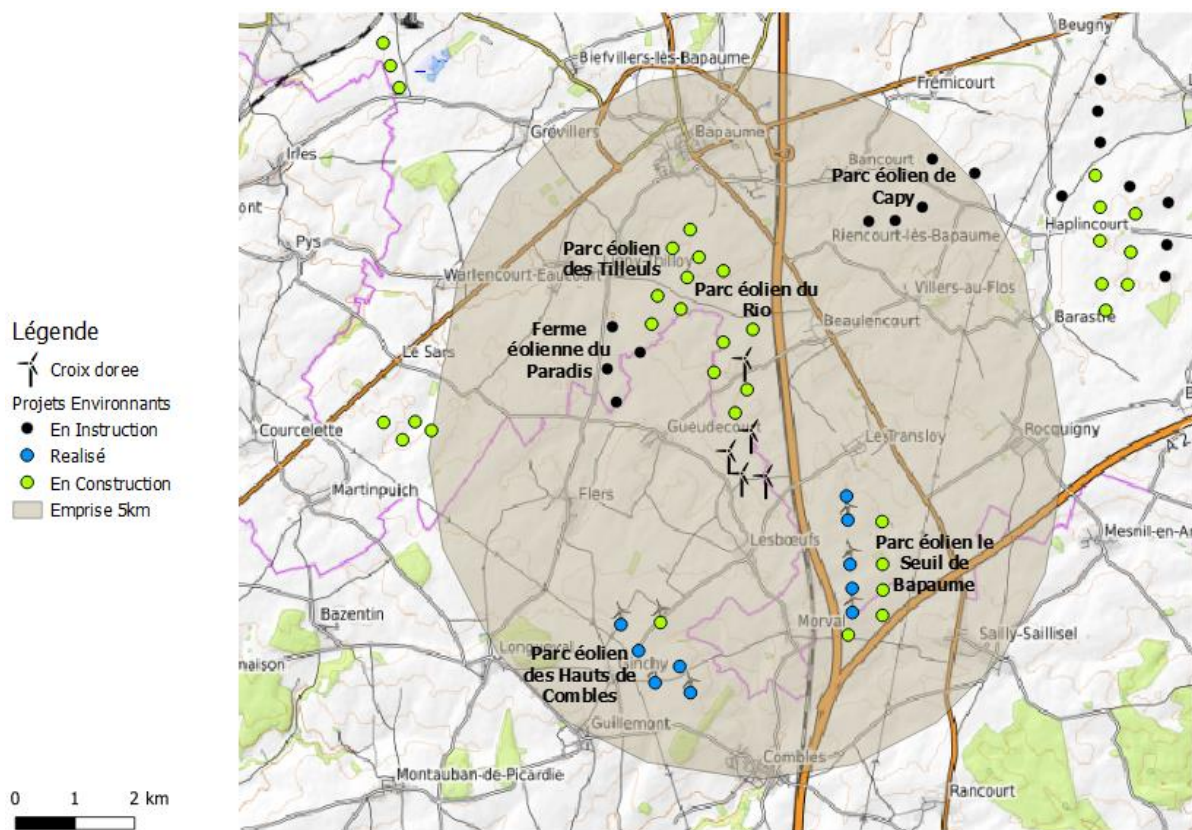 Beugny
Biefvillers-lès-Bapaume
Frémicourt
Grévillers
Bapaume
Irles
Bancourt
Parc éolien de
Capy
Haplincourt
Riencourt-lès-Bapaume
Pys
Parc éolien
des Tilleuls
Warlencourt-Eaucourt
Parc éolien du
Rio
Villers-au-Flos
Barastre
Beaulencourt
Ferme
éolienne du
Paradis
Le Sars
Légende
Croix doree
Projets Environnants
En Instruction
Realisé
En Construction
Emprise 5km
Courcelette
Gueudecourt
Le Transloy
Rocquigny
A 2
Martinpuich
Flers
Lesbœufs
Mesnil-en-Ar
Parc éolien le
Seuil de
Bapaume
Bazentin
Morval
Sailly-Saillisel
Longueval
Parc éolien
des Hauts de
Combles
Ginchy
maison
Guillemont
Combles
Montauban-de-Picardie
Rancourt
0 1 2 km